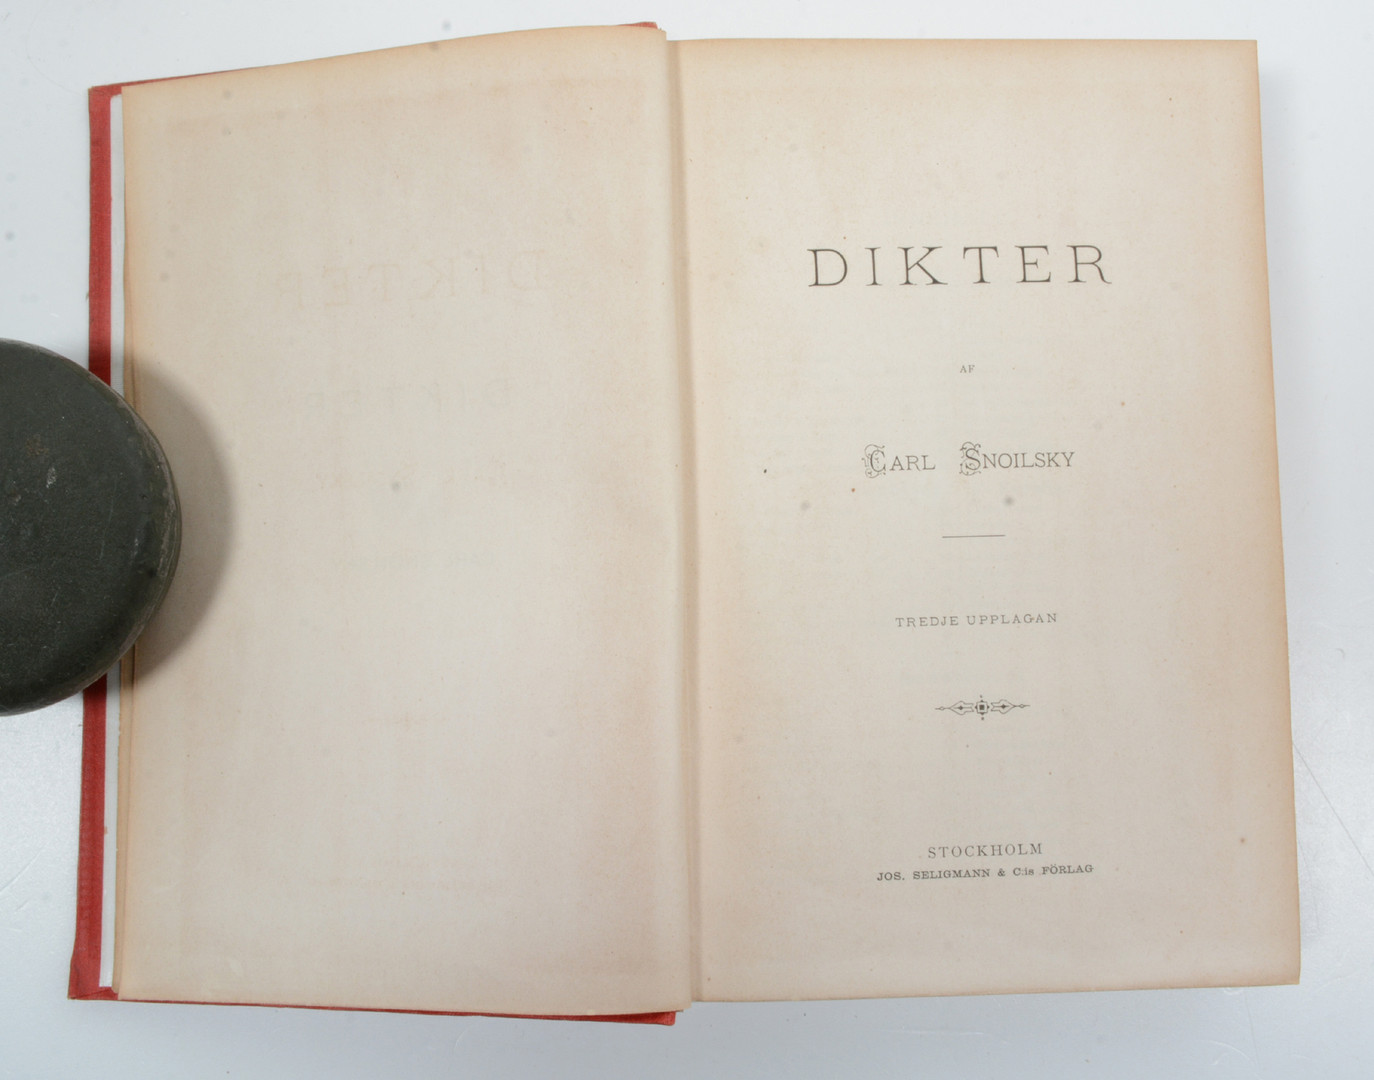 DIKTER
AF
CARL SNOILSKY
TREDJE UPPLAGAN
STOCKHOLM
JOS. SELIGMANN & C:is FÖRLAG